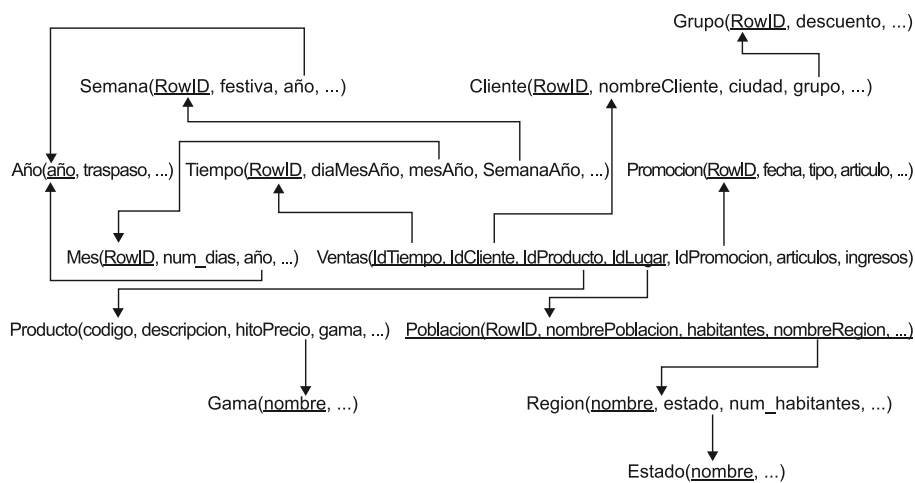 Grupo(RowID, descuento, ...)
Semana(RowID, festiva, año, ...)
Cliente(RowID, nombreCliente, ciudad, grupo, ...)
Año(año, traspaso, ...)
Tiempo(RowID, diaMesAño, mesAño, SemanaAño, ...)
Promocion(RowID, fecha, tipo, articulo, ..)
Mes(RowID, num_dias, año, ...)
Ventas(IdTiempo, IdCliente, IdProducto, IdLugar, IdPromocion, articulos, ingresos)
Producto(codigo, descripcion, hitoPrecio, gama, ...)
Poblacion(RowID, nombrePoblacion, habitantes, nombreRegion, ...)
Gama(nombre, ...)
Region(nombre, estado, num_habitantes, ...)
Estado(nombre, ...)